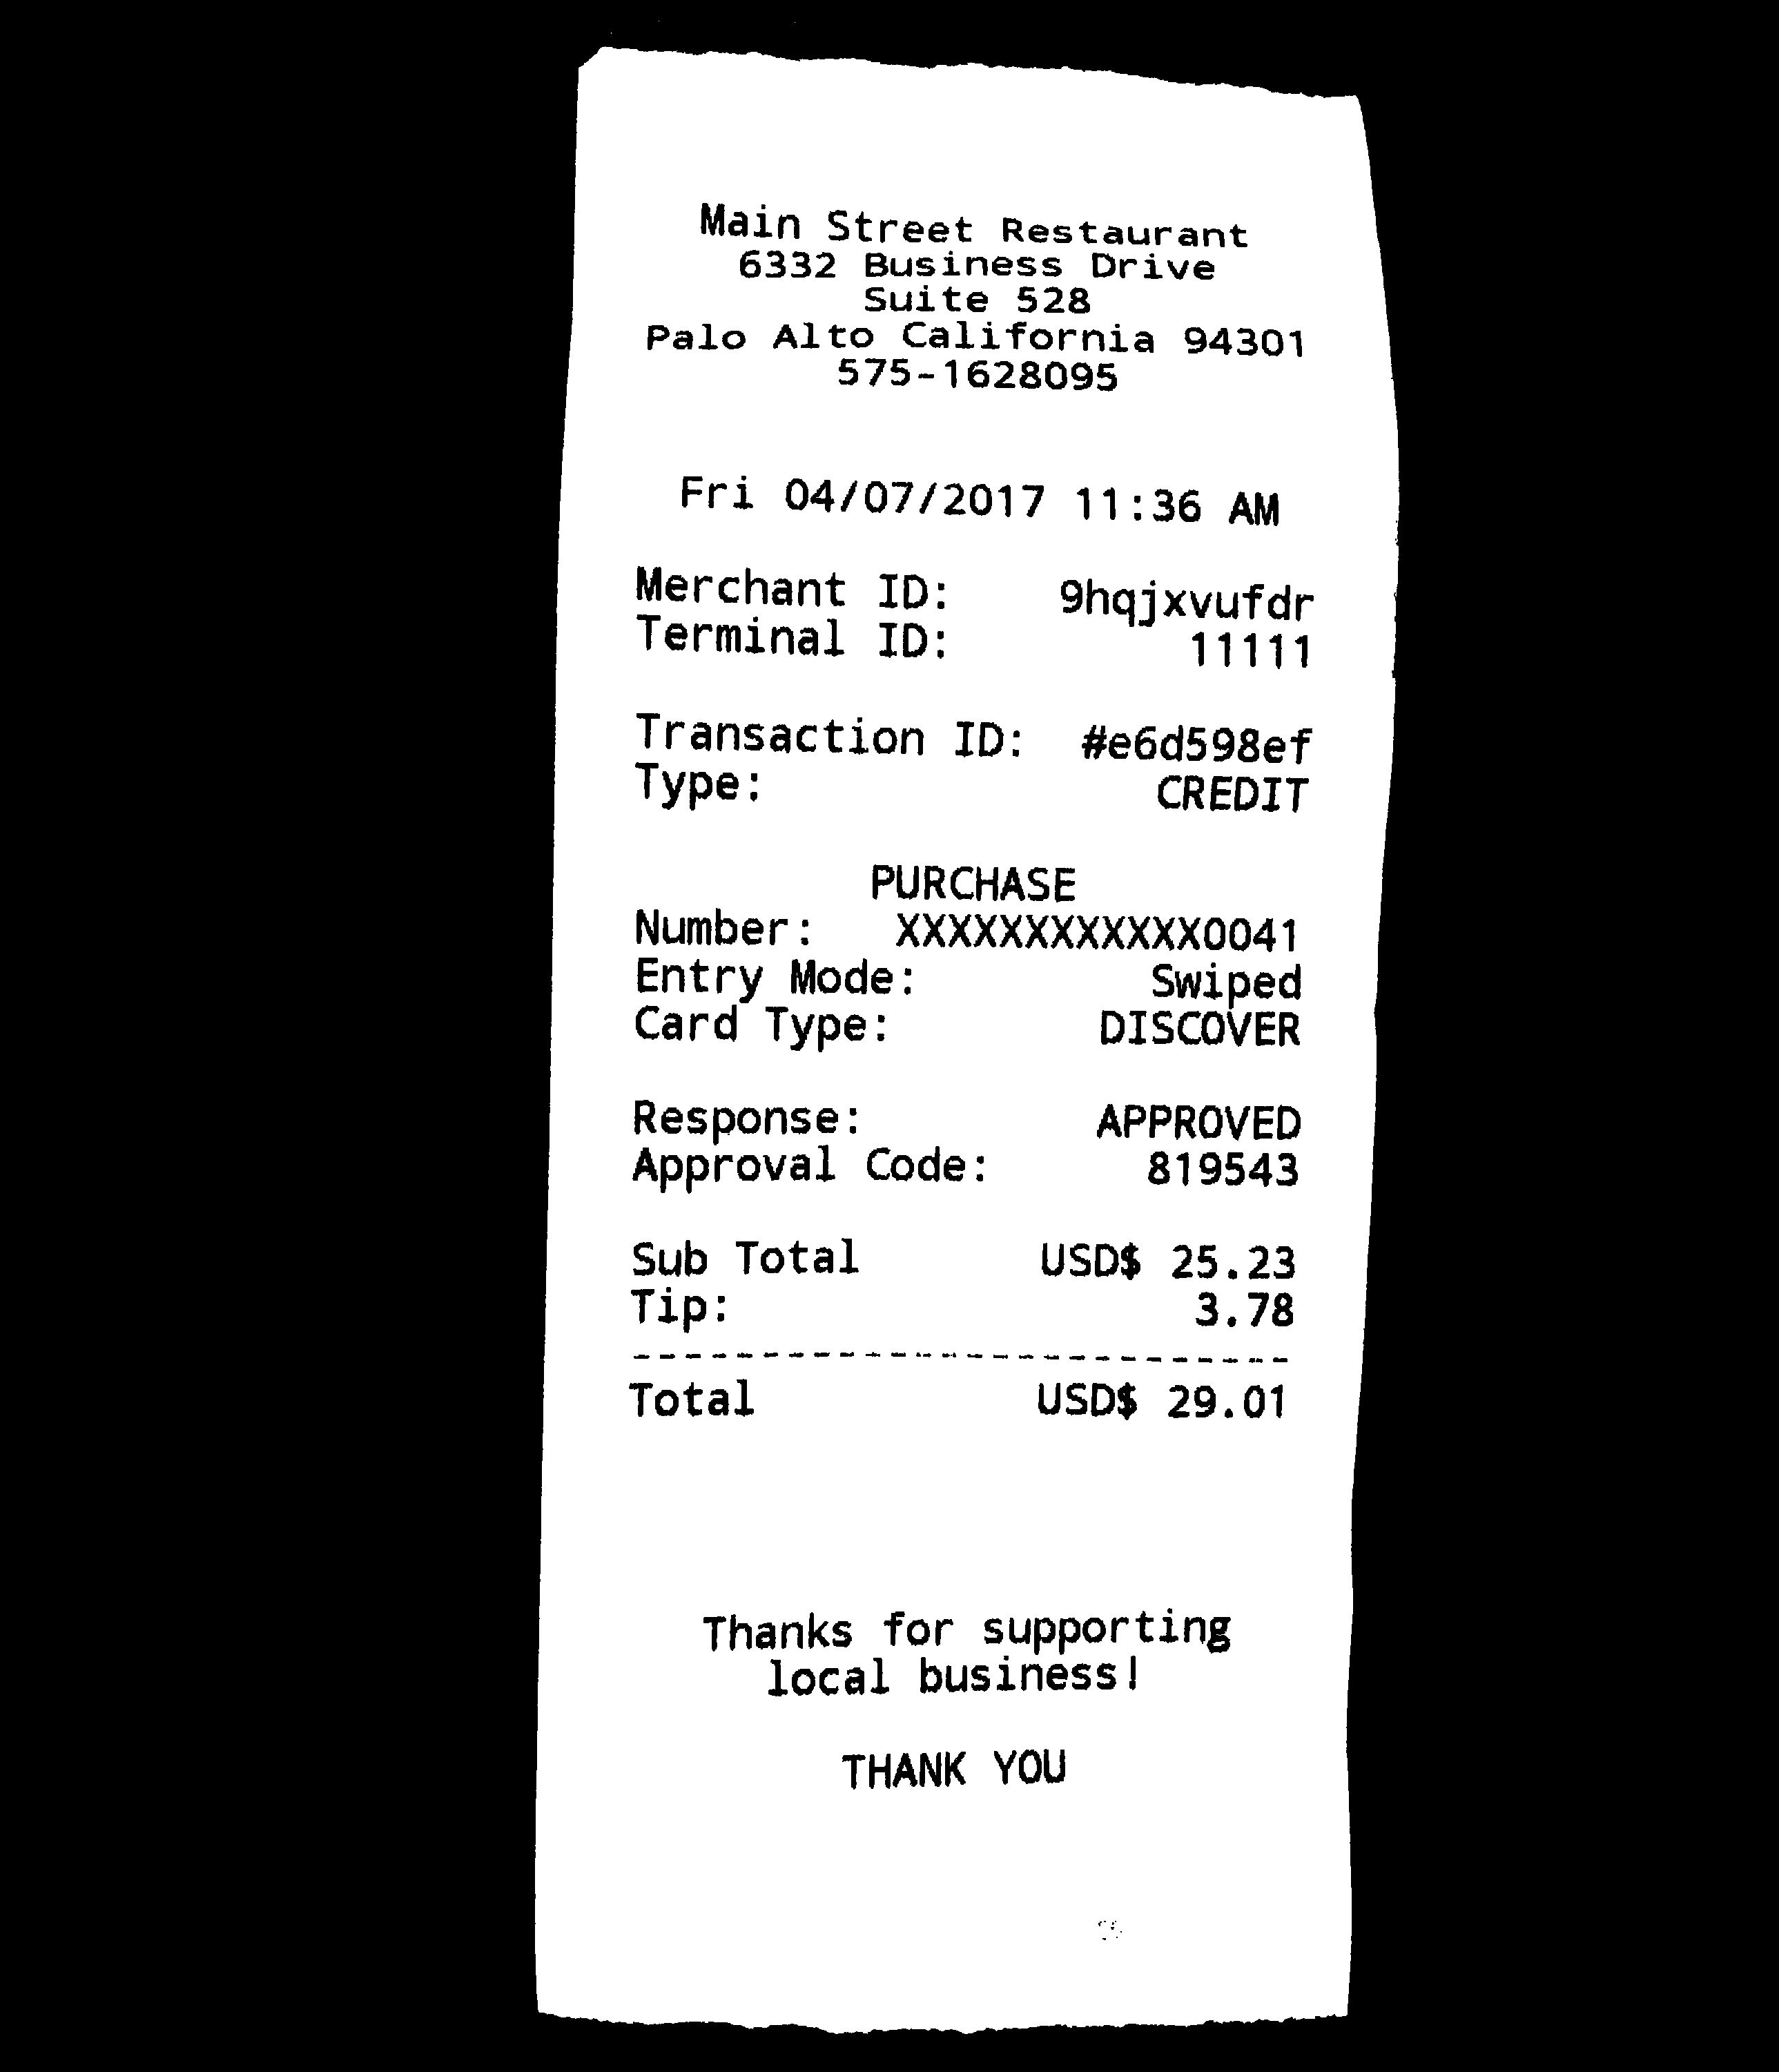 Main Street Restaurant
6332 Business Drive
Suite 528
Palo Alto California 94301
575-1628095
Fri 04/07/2017 11:36 AM
Merchant ID: 9hqjxvufdr
Terminal ID: 11111
Transaction ID: #e6d598ef
Type: CREDIT
PURCHASE
Number: XXXXXXXXXXXX0041
Entry Mode: Swiped
Card Type: DISCOVER
Response: APPROVED
Approval Code: 819543
Sub Total USD$ 25.23
Tip: 3.78
--------------------------
Total USD$ 29.01
Thanks for supporting
local business!
THANK YOU